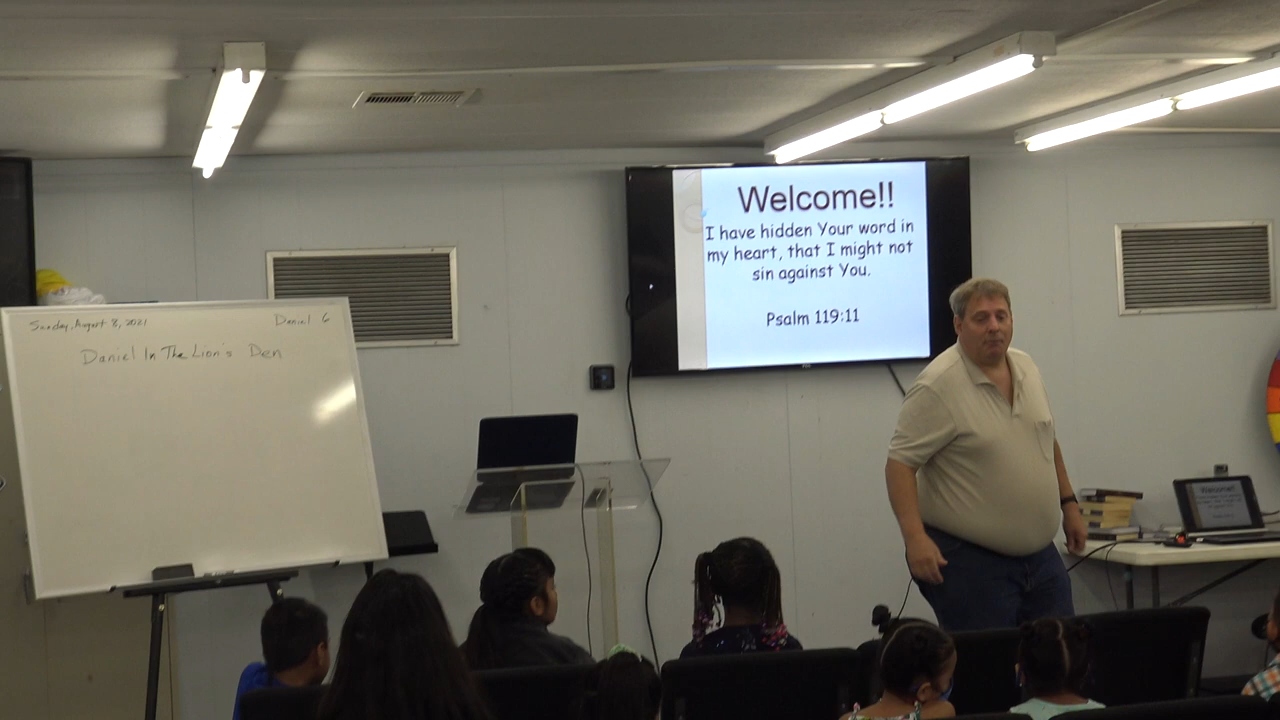 Sunday, August 8, 2021
Daniel 6
Daniel In The Lion's Den
Welcome!!
I have hidden Your word in
my heart, that I might not
sin against You.
Psalm 119:11
Welcome!!